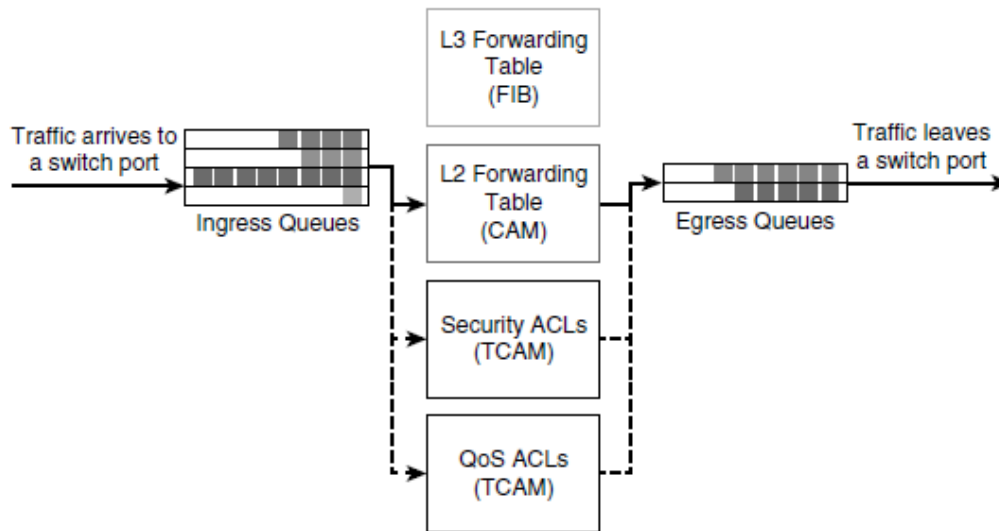 L3 Forwarding
Table
(FIB)
Traffic arrives to
a switch port
Ingress Queues
L2 Forwarding
Table
(CAM)
Traffic leaves
a switch port
Egress Queues
Security ACLs
(TCAM)
QoS ACLs
(TCAM)